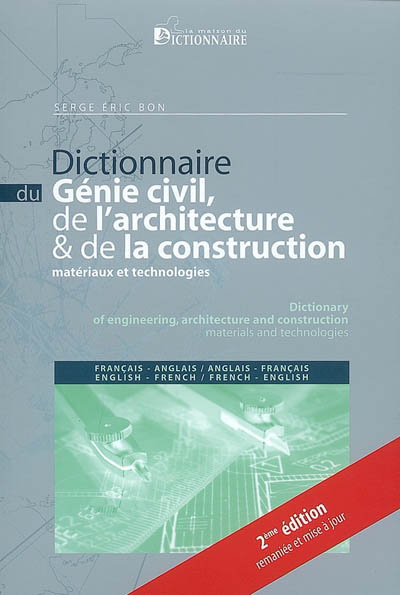 la maison du
DICTIONNAIRE
SERGE ÉRIC BON
Dictionnaire
du Génie civil,
de l'architecture
& de la construction
matériaux et technologies
Dictionary
of engineering, architecture and construction
materials and technologies
FRANÇAIS - ANGLAIS / ANGLAIS - FRANÇAIS
ENGLISH - FRENCH / FRENCH - ENGLISH
2ème édition
remaniée et mise à jour